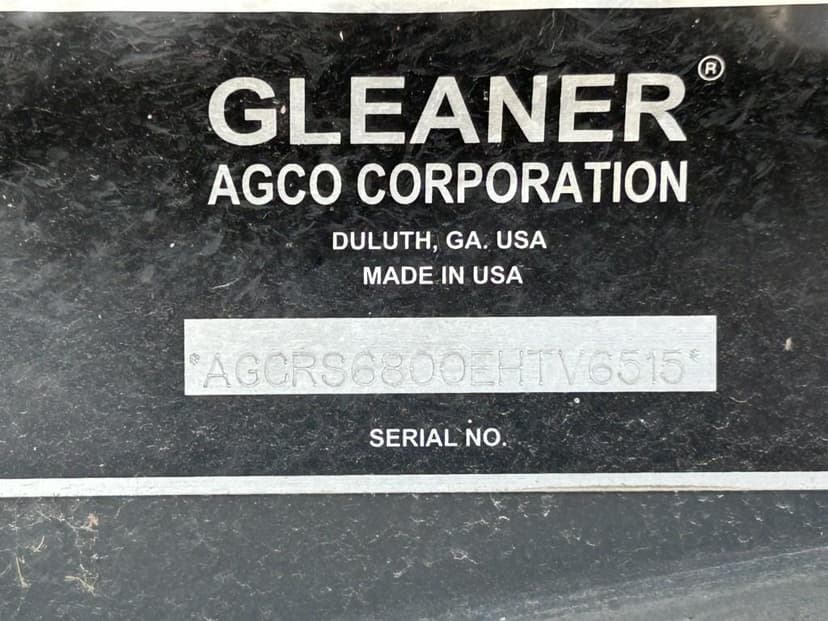 GLEANER®
AGCO CORPORATION
DULUTH, GA. USA
MADE IN USA
*AGCRS6800EHTV6515*
SERIAL NO.